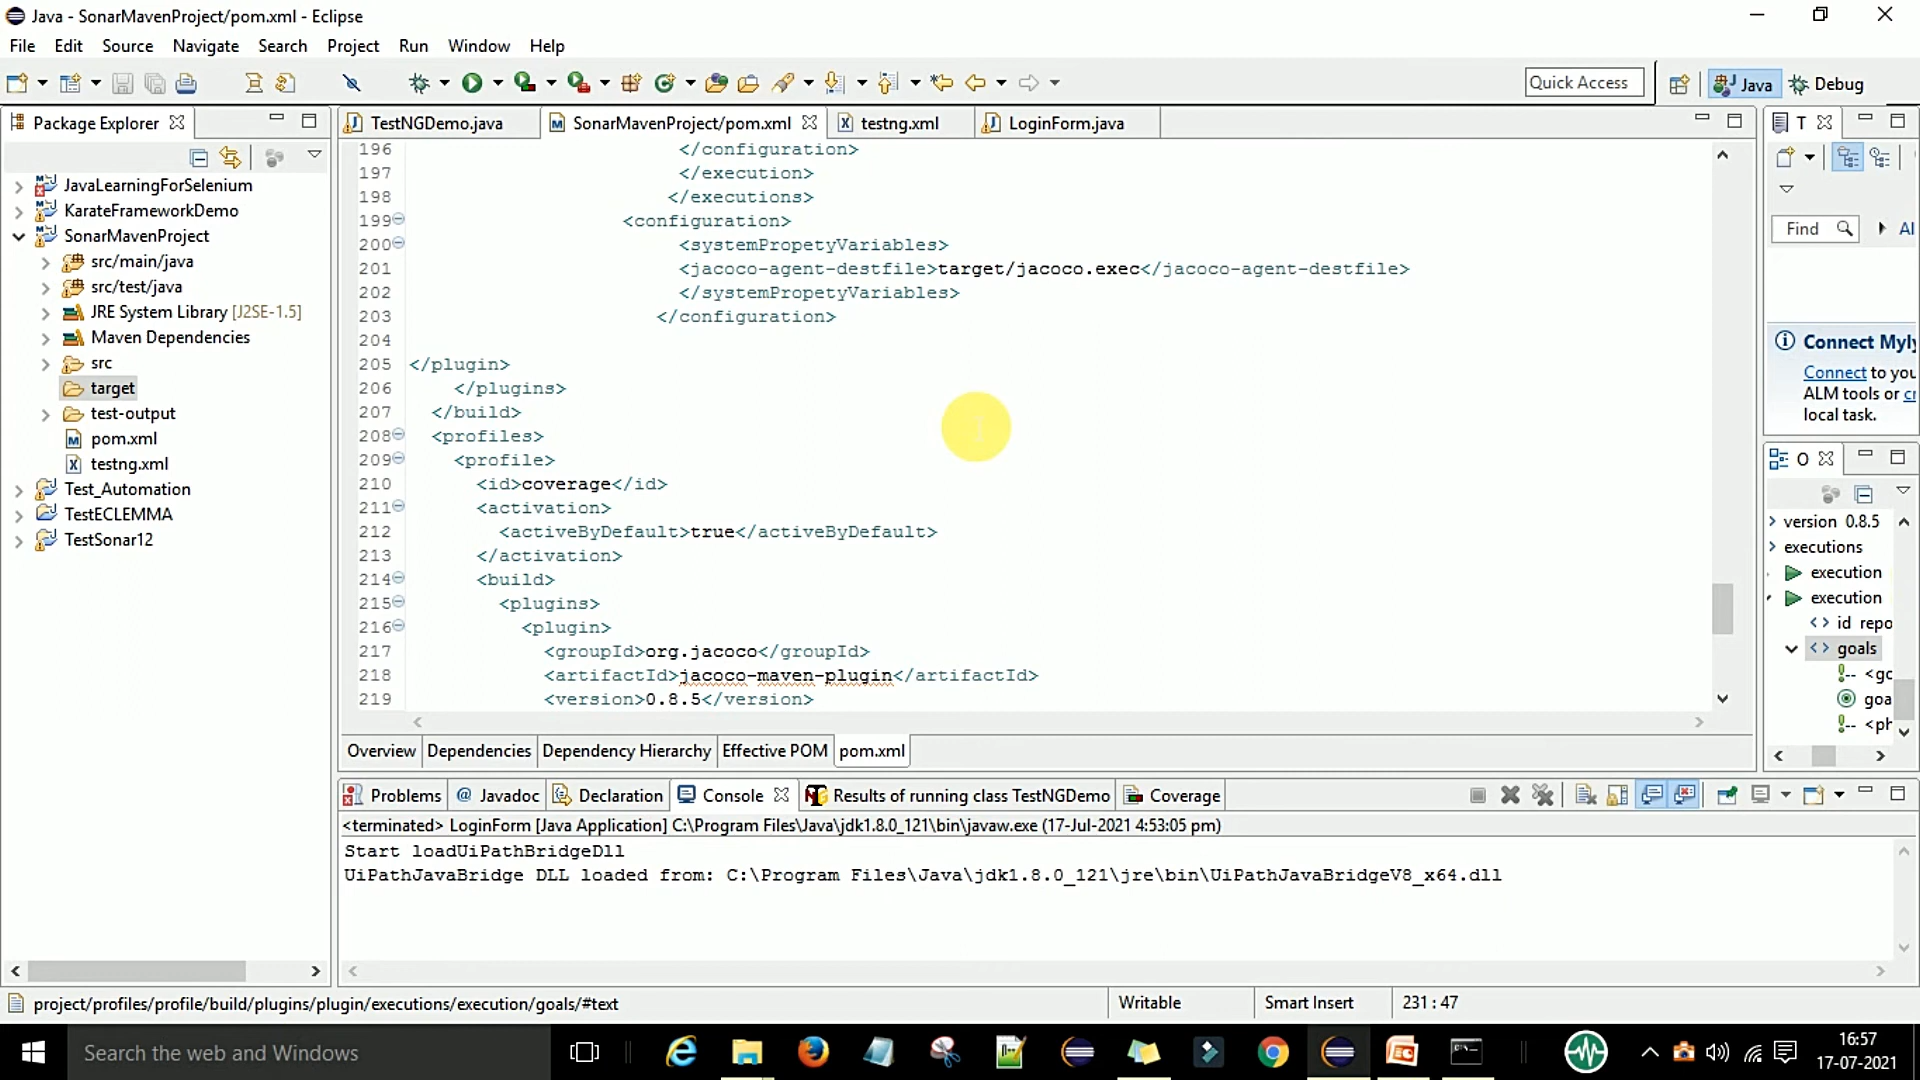 Java - SonarMavenProject/pom.xml - Eclipse
File Edit Source Navigate Search Project Run Window Help
Quick Access Java Debug
Package Explorer
JavaLearningForSelenium
KarateFrameworkDemo
SonarMavenProject
src/main/java
src/test/java
JRE System Library [J2SE-1.5]
Maven Dependencies
src
target
test-output
pom.xml
testng.xml
Test_Automation
TestECLEMMA
TestSonar12
TestNGDemo.java SonarMavenProject/pom.xml testng.xml LoginForm.java
196 </configuration>
197 </execution>
198 </executions>
199 <configuration>
200 <systemPropetyVariables>
201 <jacoco-agent-destfile>target/jacoco.exec</jacoco-agent-destfile>
202 </systemPropetyVariables>
203 </configuration>
204
205 </plugin>
206 </plugins>
207 </build>
208 <profiles>
209 <profile>
210 <id>coverage</id>
211 <activation>
212 <activeByDefault>true</activeByDefault>
213 </activation>
214 <build>
215 <plugins>
216 <plugin>
217 <groupId>org.jacoco</groupId>
218 <artifactId>jacoco-maven-plugin</artifactId>
219 <version>0.8.5</version>
Overview Dependencies Dependency Hierarchy Effective POM pom.xml
T
Find Al
Connect Myly
Connect to you
ALM tools or cr
local task.
O
version 0.8.5
executions
execution
execution
<> id repo
<> goals
!-- <gc
goa
!-- <ph
Problems @ Javadoc Declaration Console Results of running class TestNGDemo Coverage
<terminated> LoginForm [Java Application] C:\Program Files\Java\jdk1.8.0_121\bin\javaw.exe (17-Jul-2021 4:53:05 pm)
Start loadUiPathBridgeDll
UiPathJavaBridge DLL loaded from: C:\Program Files\Java\jdk1.8.0_121\jre\bin\UiPathJavaBridgeV8_x64.dll
project/profiles/profile/build/plugins/plugin/executions/execution/goals/#text Writable Smart Insert 231 : 47
Search the web and Windows
16:57
17-07-2021